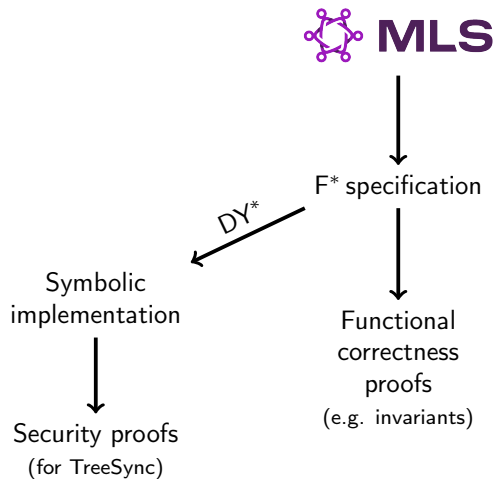 MLS
F* specification
DY*
Symbolic
implementation
Functional
correctness
proofs
(e.g. invariants)
Security proofs
(for TreeSync)